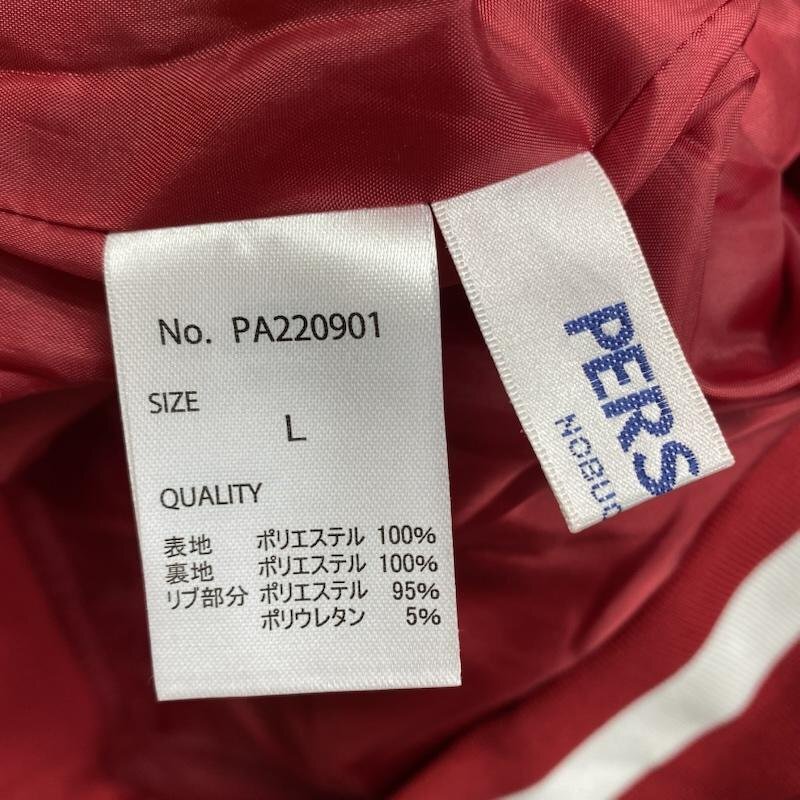 No. PA220901
SIZE
L
QUALITY
表地 ポリエステル 100%
裏地 ポリエステル 100%
リブ部分 ポリエステル 95%
ポリウレタン 5%
PERS